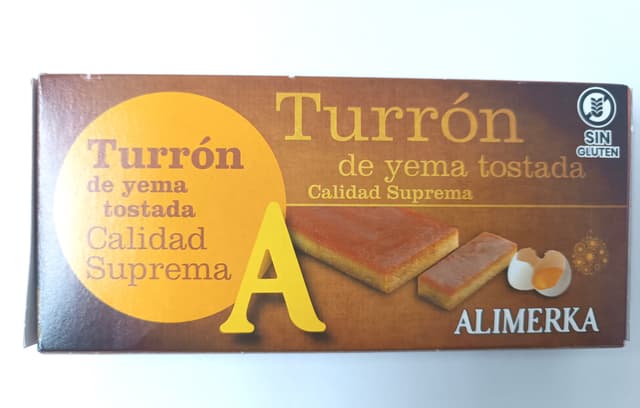 Turrón
de yema tostada
Calidad Suprema
SIN
GLUTEN
Turrón
de yema
tostada
Calidad
Suprema
A
ALIMERKA